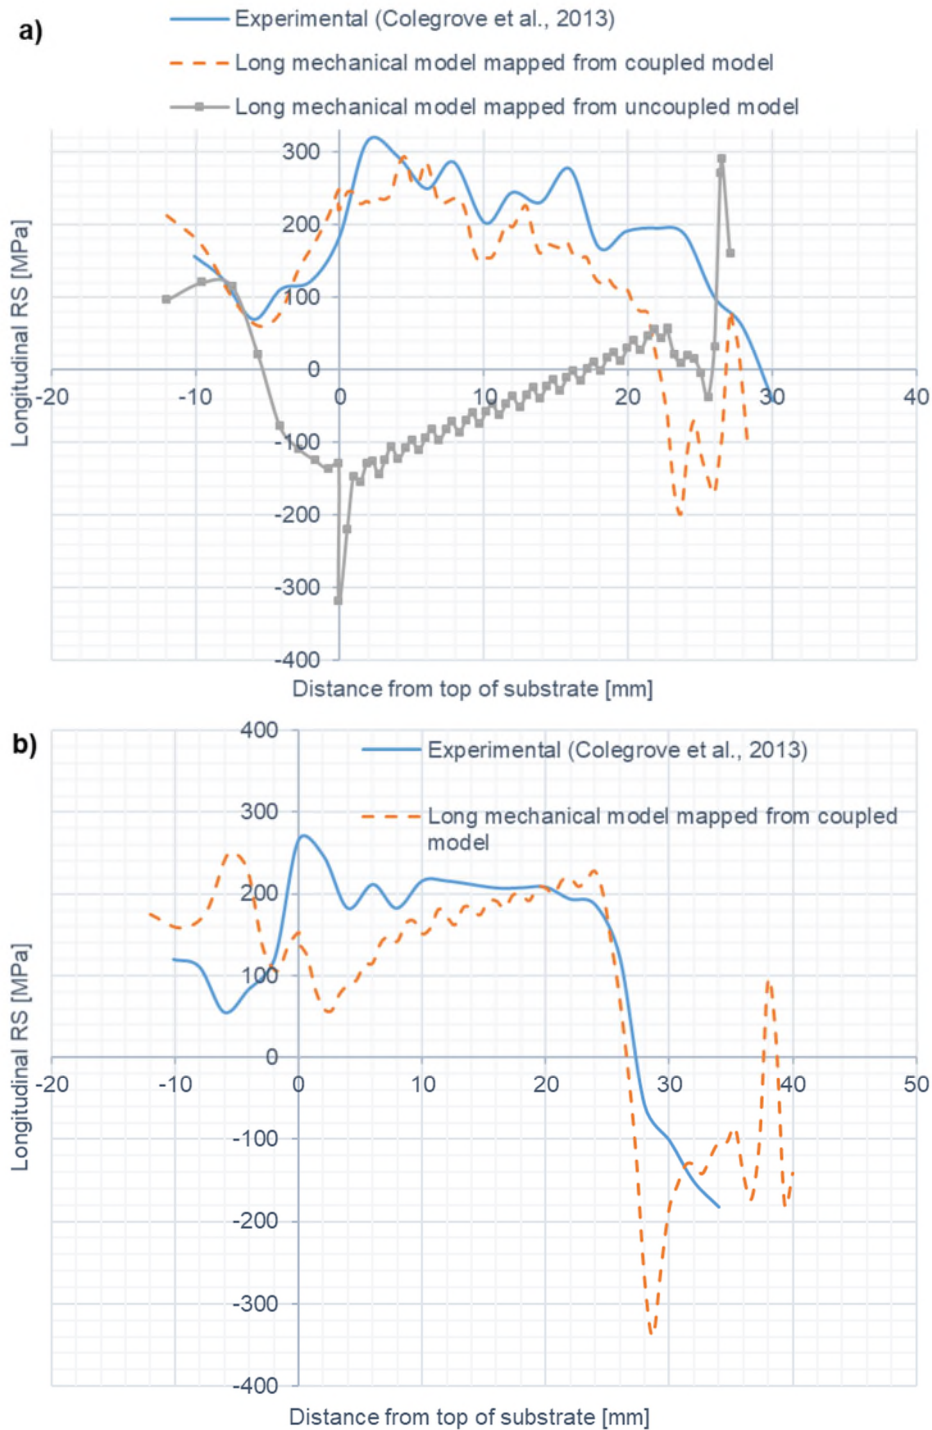 a)
Experimental (Colegrove et al., 2013)
Long mechanical model mapped from coupled model
Long mechanical model mapped from uncoupled model
Longitudinal RS [MPa]
300
200
100
0
-100
-200
-300
-400
-20
-10
0
10
20
30
40
Distance from top of substrate [mm]
b)
Experimental (Colegrove et al., 2013)
Long mechanical model mapped from coupled
model
Longitudinal RS [MPa]
400
300
200
100
0
-100
-200
-300
-400
-20
-10
0
10
20
30
40
50
Distance from top of substrate [mm]